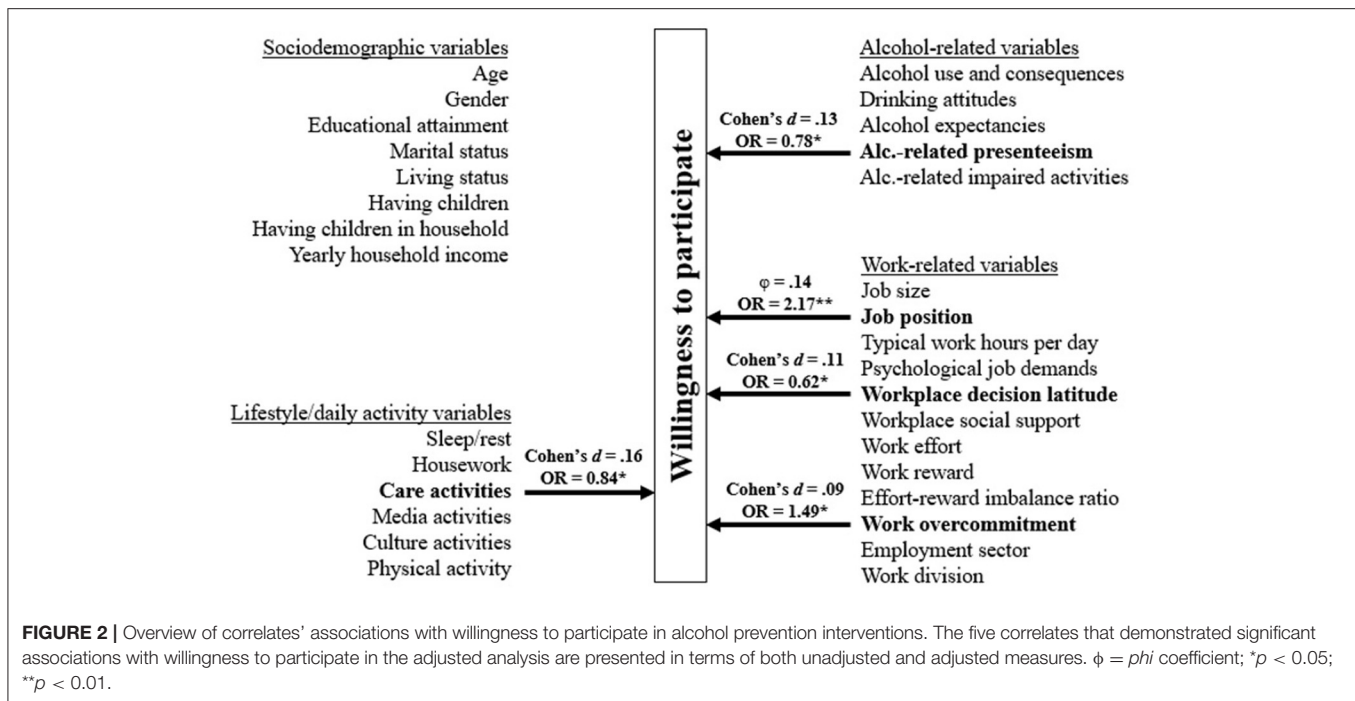 Sociodemographic variables
Age
Gender
Educational attainment
Marital status
Living status
Having children
Having children in household
Yearly household income
Lifestyle/daily activity variables
Sleep/rest
Housework
Care activities
Media activities
Culture activities
Physical activity
Cohen's d = .16
OR = 0.84*
Willingness to participate
Cohen's d = .13
OR = 0.78*
φ = .14
OR = 2.17**
Cohen's d = .11
OR = 0.62*
Cohen's d = .09
OR = 1.49*
Alcohol-related variables
Alcohol use and consequences
Drinking attitudes
Alcohol expectancies
Alc.-related presenteeism
Alc.-related impaired activities
Work-related variables
Job size
Job position
Typical work hours per day
Psychological job demands
Workplace decision latitude
Workplace social support
Work effort
Work reward
Effort-reward imbalance ratio
Work overcommitment
Employment sector
Work division
FIGURE 2 | Overview of correlates' associations with willingness to participate in alcohol prevention interventions. The five correlates that demonstrated significant
associations with willingness to participate in the adjusted analysis are presented in terms of both unadjusted and adjusted measures. ϕ = phi coefficient; *p < 0.05;
**p < 0.01.